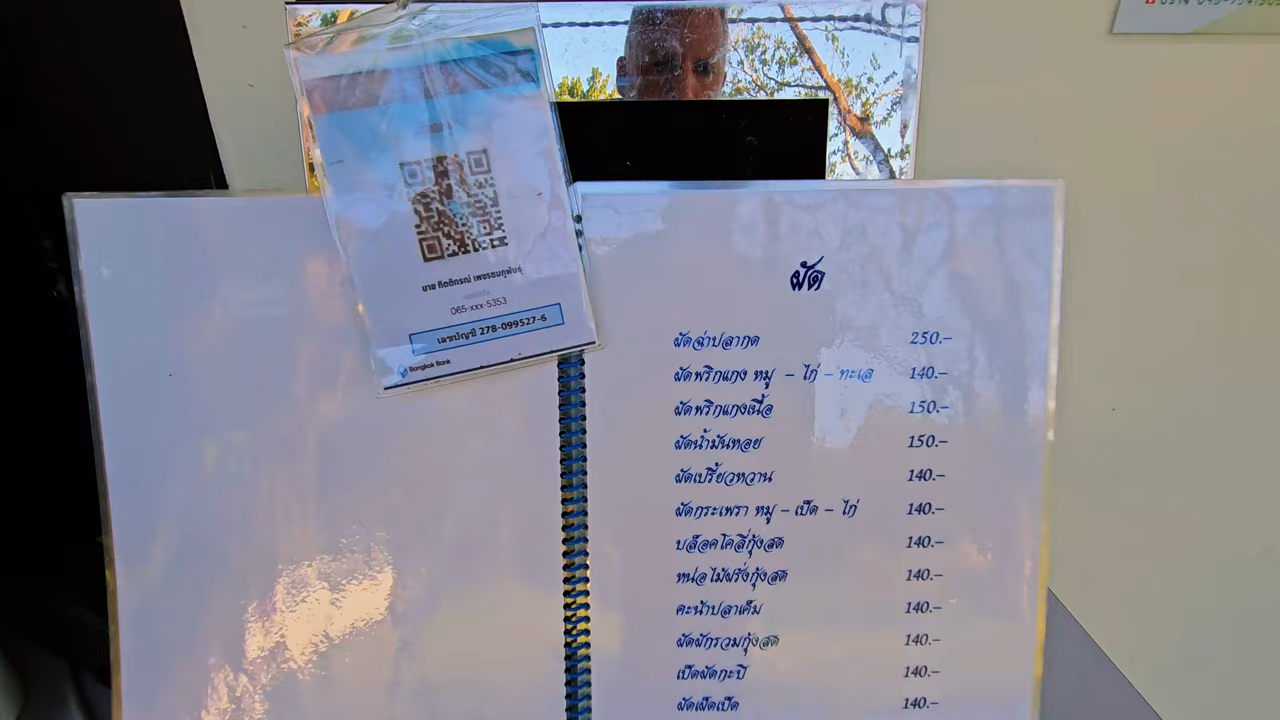 นาย กิตติกรณ์ เพชรชมภูพันธุ์
065-xxx-5353
เลขบัญชี 278-099527-6
Bangkok Bank
ผัด
ผัดฉ่าปลากด 250.-
ผัดพริกแกง หมู - ไก่ - ทะเล 140.-
ผัดพริกแกงเนื้อ 150.-
ผัดน้ำมันหอย 150.-
ผัดเปรี้ยวหวาน 140.-
ผัดกระเพรา หมู - เป็ด - ไก่ 140.-
บล็อคโคลี่กุ้งสด 140.-
หน่อไม้ฝรั่งกุ้งสด 140.-
คะน้าปลาเค็ม 140.-
ผัดผักรวมกุ้งสด 140.-
เป็ดผัดกะปิ 140.-
ผัดเผ็ดเป็ด 140.-